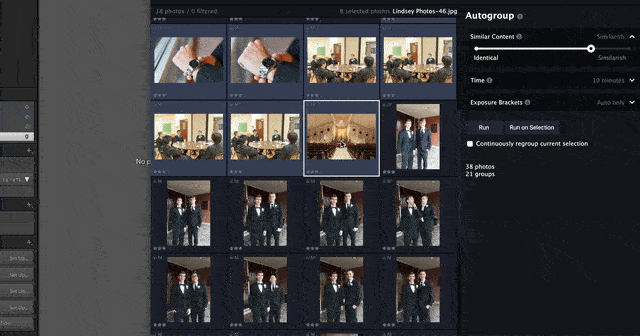 38 photos / 0 filtered
8 selected photos Lindsey Photos-46.jpg
Autogroup
Similar Content
Similarish
Identical
Similarish
Time
10 minutes
Exposure Brackets
Auto only
Run
Run on Selection
Continuously regroup current selection
38 photos
21 groups
No p